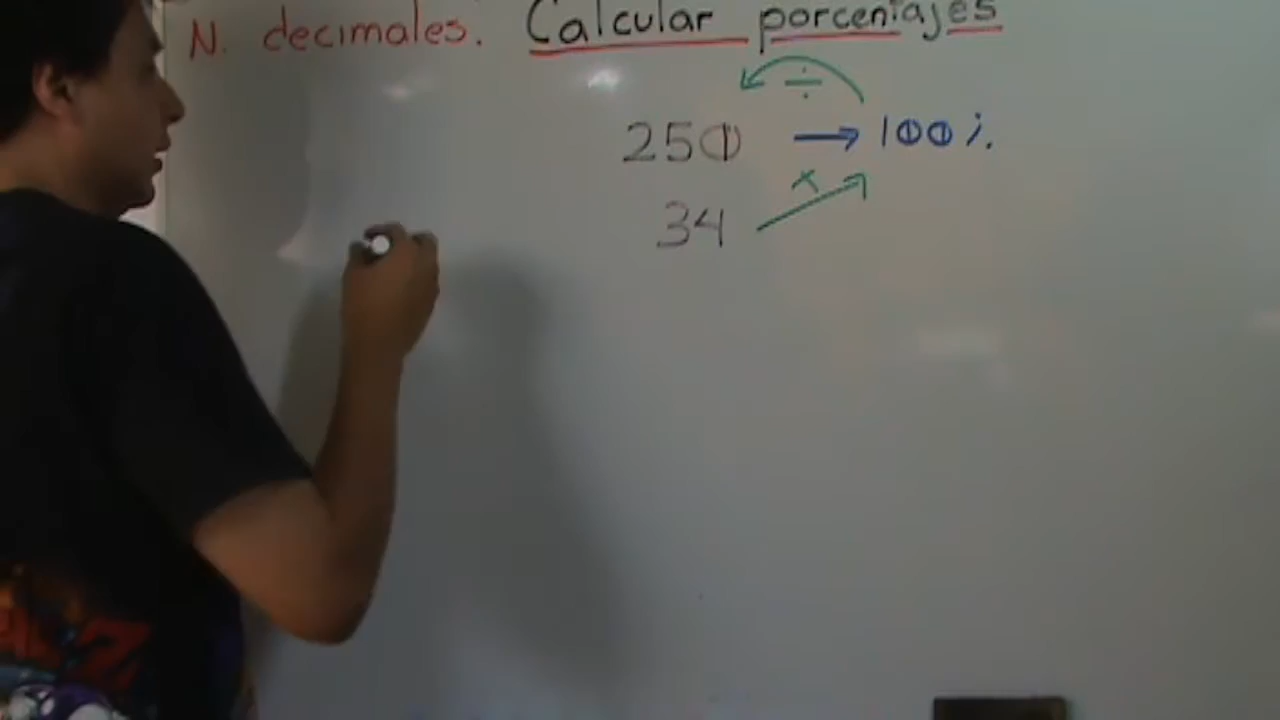 N. decimales. Calcular porcentajes
÷
250 → 100%
x
34